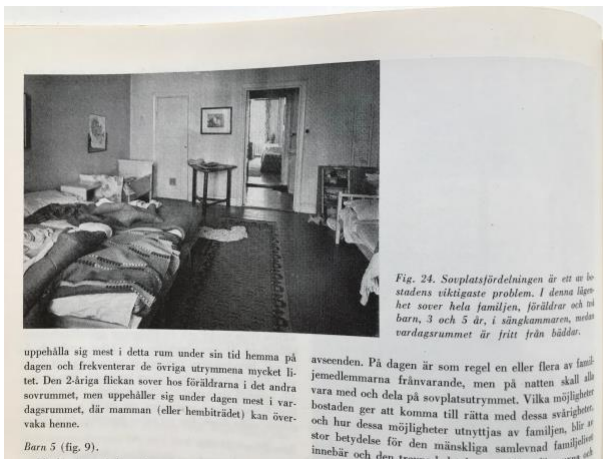 Fig. 24. Sovplatsfördelningen är ett av bo-
stadens viktigaste problem. I denna lägen-
het sover hela familjen, föräldrar och två
barn, 3 och 5 år, i sängkammaren, medan
vardagsrummet är fritt från bäddar.
uppehålla sig mest i detta rum under sin tid hemma på
dagen och frekventerar de övriga utrymmena mycket li-
tet. Den 2-åriga flickan sover hos föräldrarna i det andra
sovrummet, men uppehåller sig under dagen mest i var-
dagsrummet, där mamman (eller hembiträdet) kan över-
vaka henne.
Barn 5 (fig. 9).
avseenden. På dagen är som regel en eller flera av famil-
jemedlemmarna frånvarande, men på natten skall alla
vara med och dela på sovplatsutrymmet. Vilka möjligheter
bostaden ger att komma till rätta med dessa svårigheter,
och hur dessa möjligheter utnyttjas av familjen, blir av
stor betydelse för den mänskliga samlevnad familjelivet
innebär och den